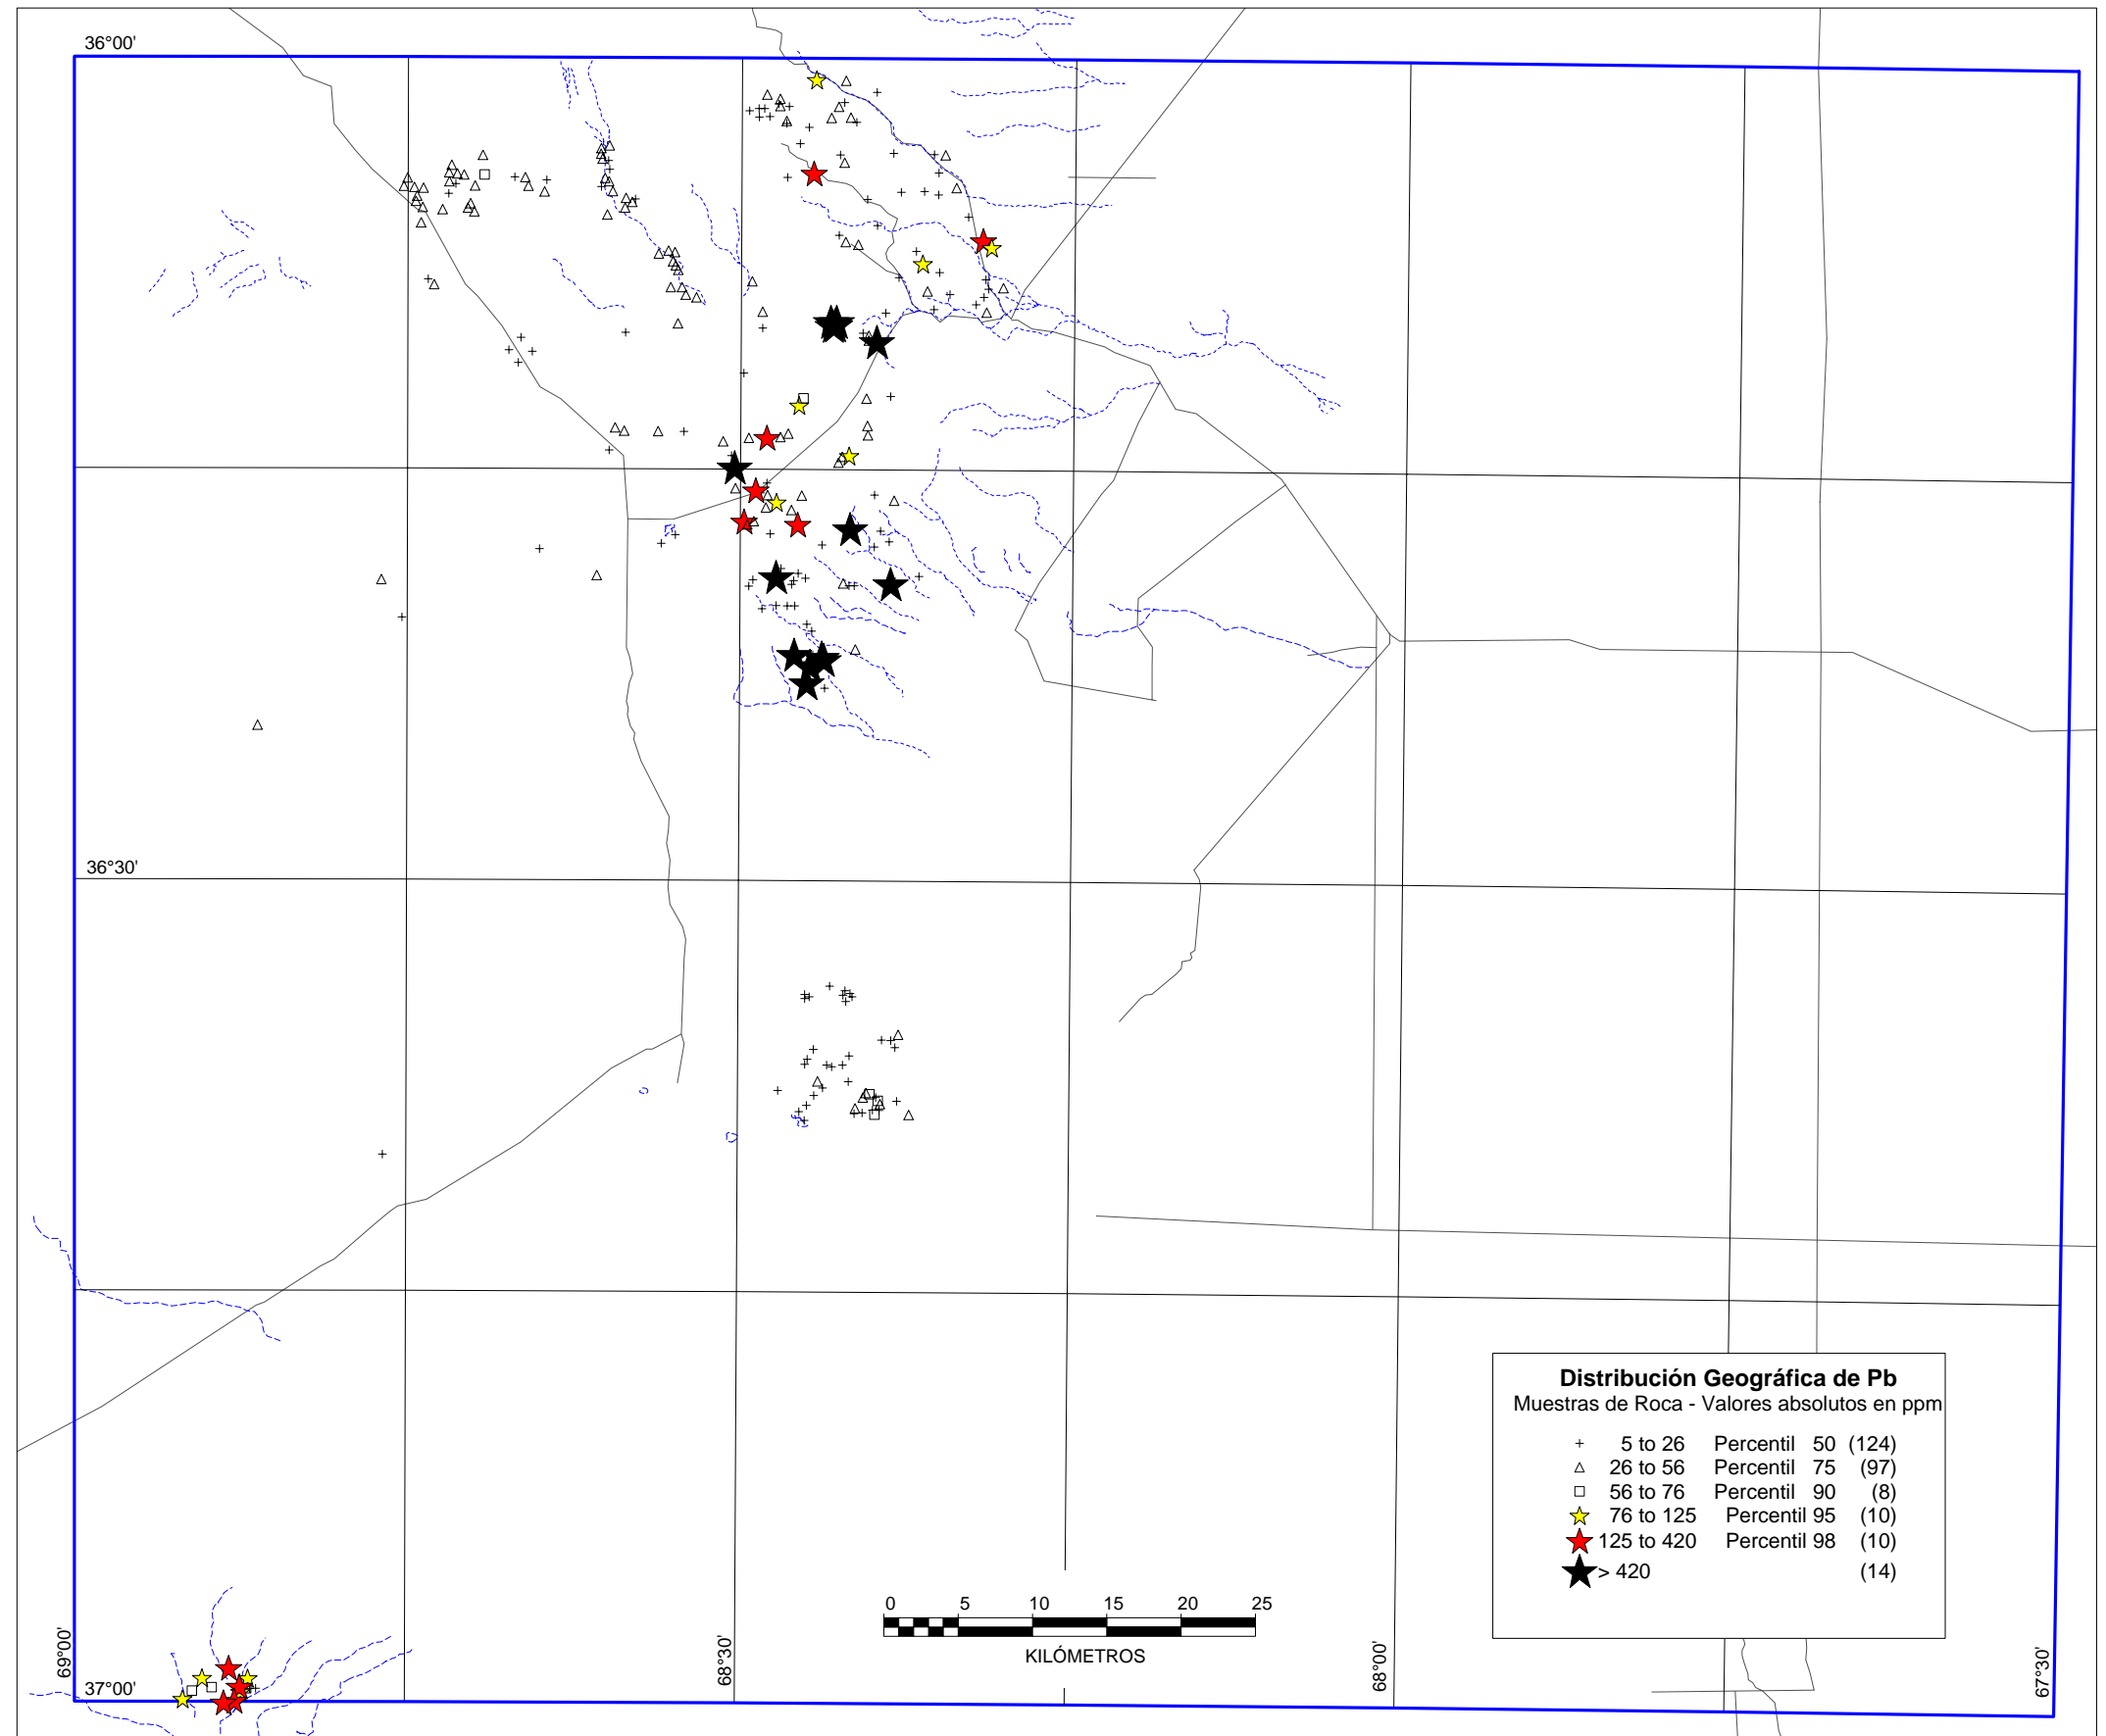 36°00'
36°30'
Distribución Geográfica de Pb
Muestras de Roca - Valores absolutos en ppm
5 to 26 Percentil 50 (124)
26 to 56 Percentil 75 (97)
56 to 76 Percentil 90 (8)
76 to 125 Percentil 95 (10)
125 to 420 Percentil 98 (10)
> 420 (14)
0 5 10 15 20 25
KILÓMETROS
69°00'
68°30'
68°00'
67°30'
37°00'